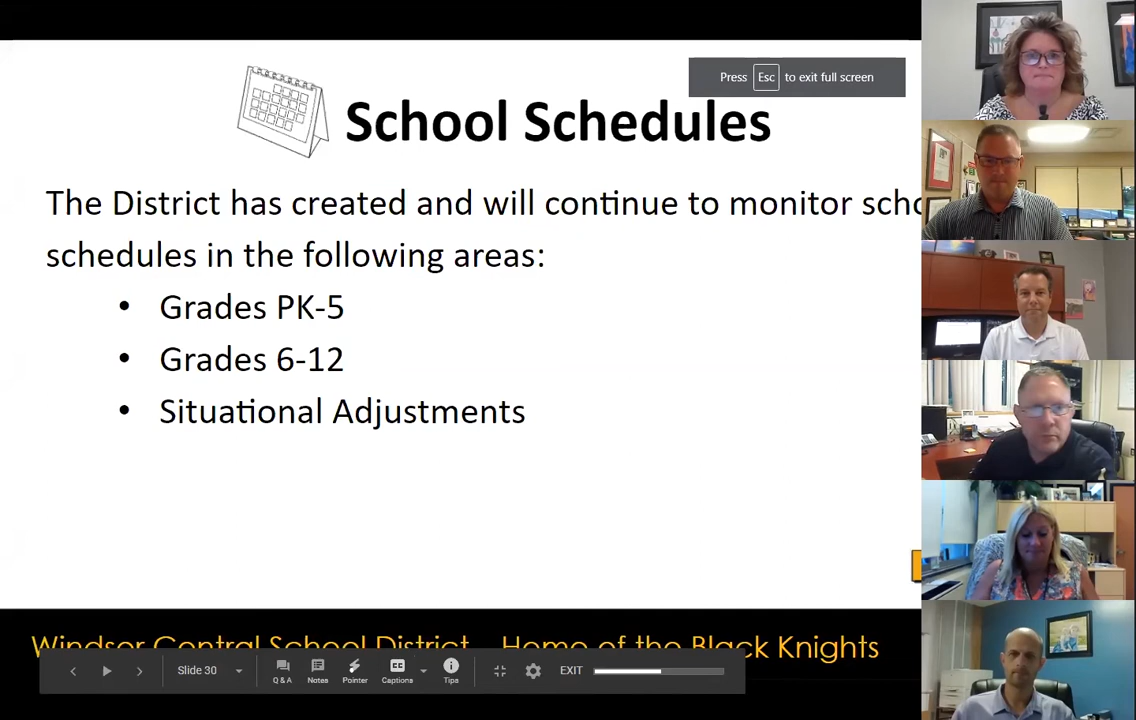 Press Esc to exit full screen
School Schedules
The District has created and will continue to monitor scho
schedules in the following areas:
• Grades PK-5
• Grades 6-12
• Situational Adjustments
Windsor Central School District Home of the Black Knights
Slide 30
Q & A
Notes
Pointer
Captions
Tips
EXIT